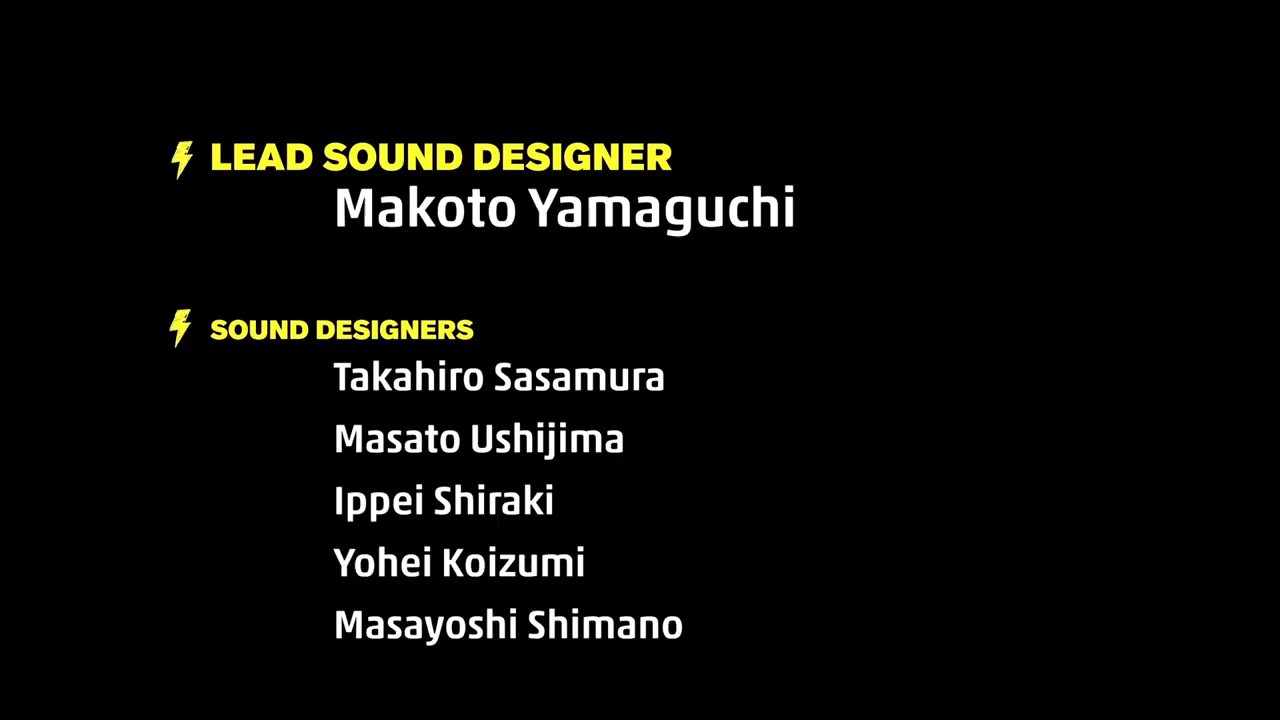 LEAD SOUND DESIGNER
Makoto Yamaguchi
SOUND DESIGNERS
Takahiro Sasamura
Masato Ushijima
Ippei Shiraki
Yohei Koizumi
Masayoshi Shimano